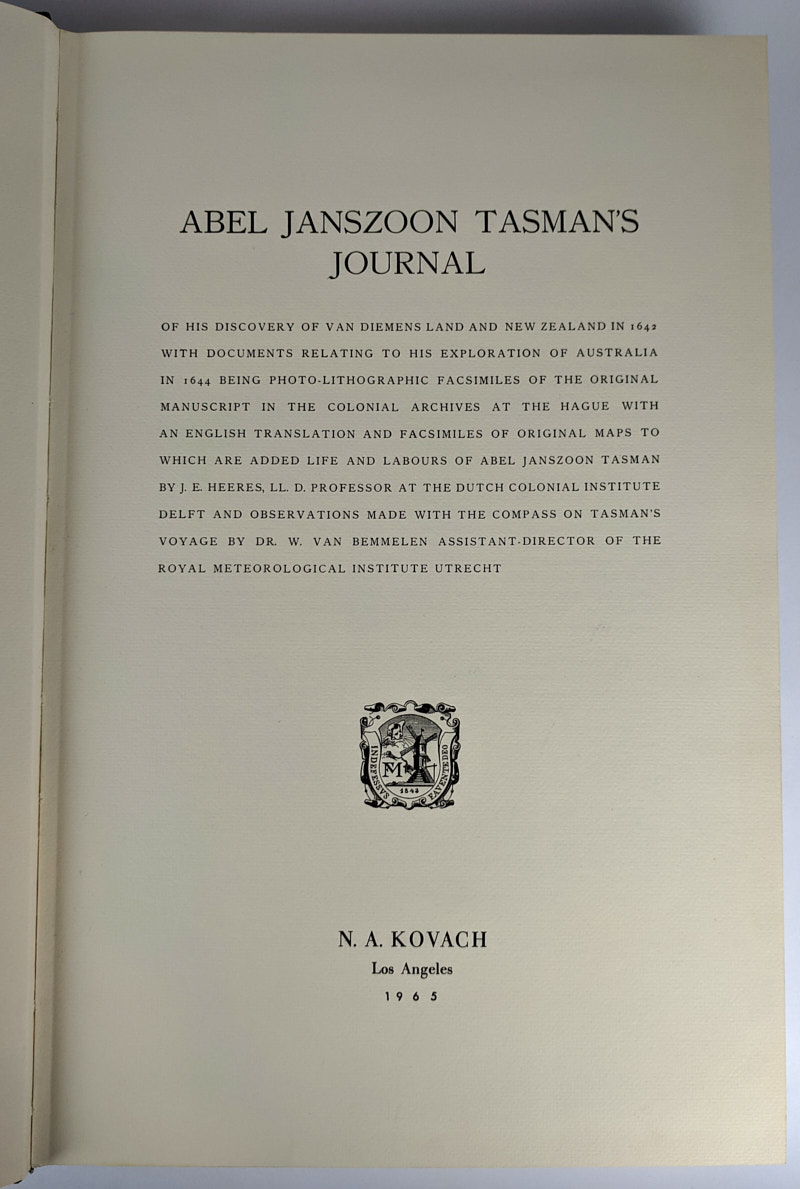 ABEL JANSZOON TASMAN'S
JOURNAL
OF HIS DISCOVERY OF VAN DIEMENS LAND AND NEW ZEALAND IN 1642
WITH DOCUMENTS RELATING TO HIS EXPLORATION OF AUSTRALIA
IN 1644 BEING PHOTO-LITHOGRAPHIC FACSIMILES OF THE ORIGINAL
MANUSCRIPT IN THE COLONIAL ARCHIVES AT THE HAGUE WITH
AN ENGLISH TRANSLATION AND FACSIMILES OF ORIGINAL MAPS TO
WHICH ARE ADDED LIFE AND LABOURS OF ABEL JANSZOON TASMAN
BY J. E. HEERES, LL. D. PROFESSOR AT THE DUTCH COLONIAL INSTITUTE
DELFT AND OBSERVATIONS MADE WITH THE COMPASS ON TASMAN'S
VOYAGE BY DR. W. VAN BEMMELEN ASSISTANT-DIRECTOR OF THE
ROYAL METEOROLOGICAL INSTITUTE UTRECHT
INDEFESSVS
FAVENTE DEO
FM
N. A. KOVACH
Los Angeles
1965